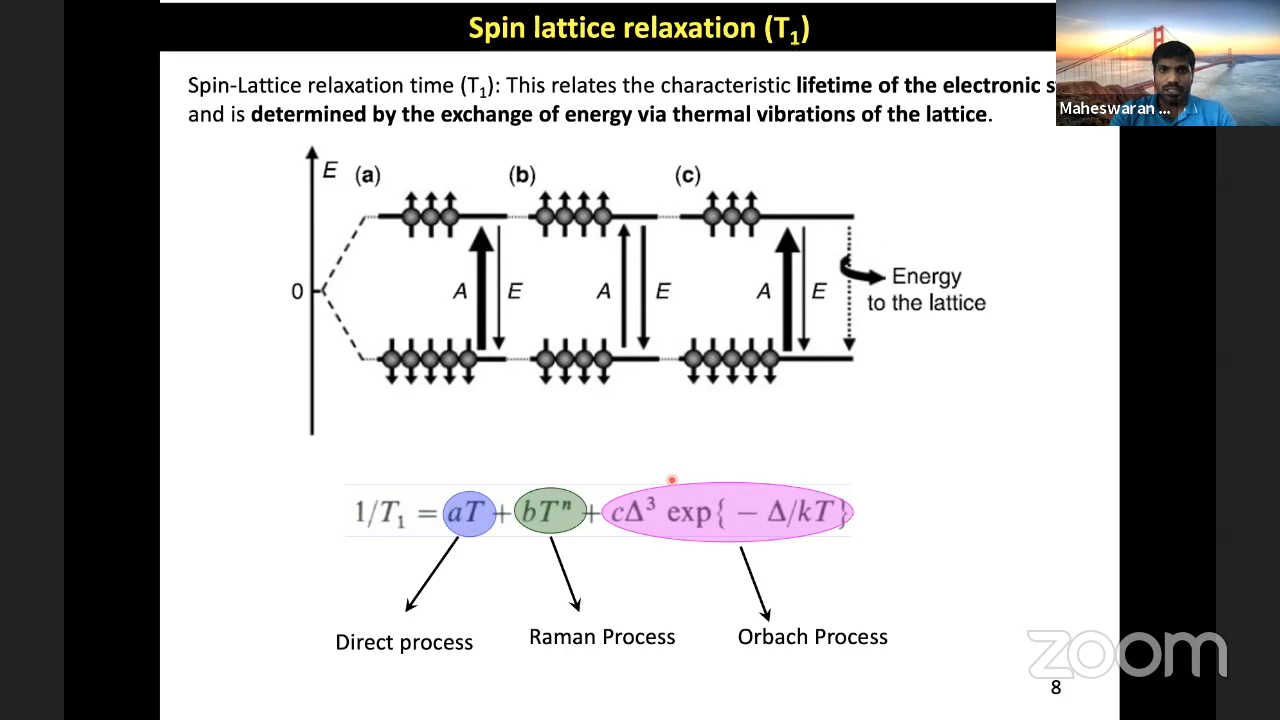 Spin lattice relaxation (T₁)
Spin-Lattice relaxation time (T₁): This relates the characteristic lifetime of the electronic
and is determined by the exchange of energy via thermal vibrations of the lattice.
Maheswaran ...
E (a) (b) (c)
0 A E A E A E
Energy
to the lattice
1/T₁ = aT + bTⁿ + cΔ³ exp{ − Δ/kT}
Direct process Raman Process Orbach Process
zoom
8